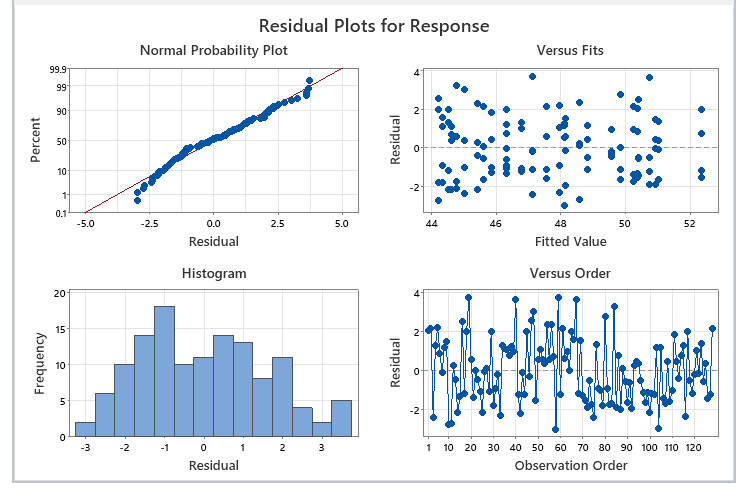 Residual Plots for Response
Normal Probability Plot
Percent
99.9
99
90
50
10
1
0.1
-5.0 -2.5 0.0 2.5 5.0
Residual
Versus Fits
Residual
4
2
0
-2
44 46 48 50 52
Fitted Value
Histogram
Frequency
20
15
10
5
0
-3 -2 -1 0 1 2 3
Residual
Versus Order
Residual
4
2
0
-2
1 10 20 30 40 50 60 70 80 90 100 110 120
Observation Order